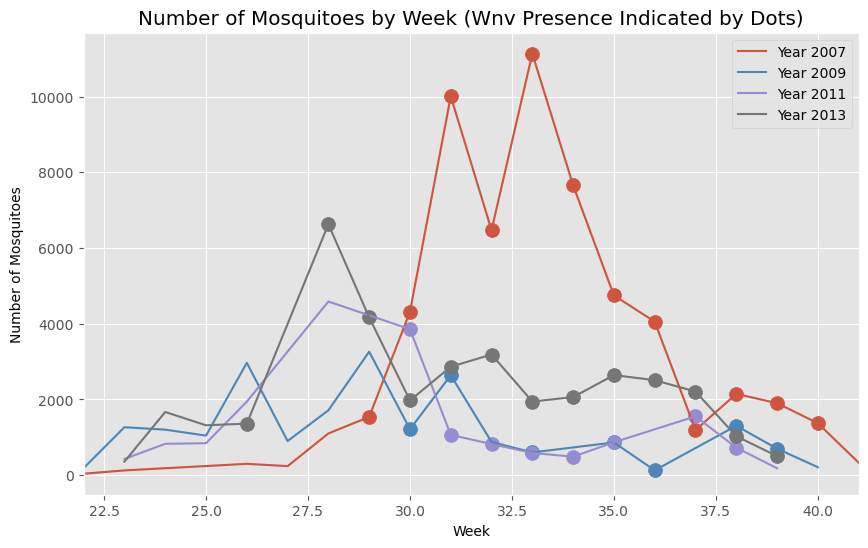 Number of Mosquitoes by Week (Wnv Presence Indicated by Dots)
Year 2007
Year 2009
Year 2011
Year 2013
Number of Mosquitoes
10000
8000
6000
4000
2000
0
22.5 25.0 27.5 30.0 32.5 35.0 37.5 40.0
Week